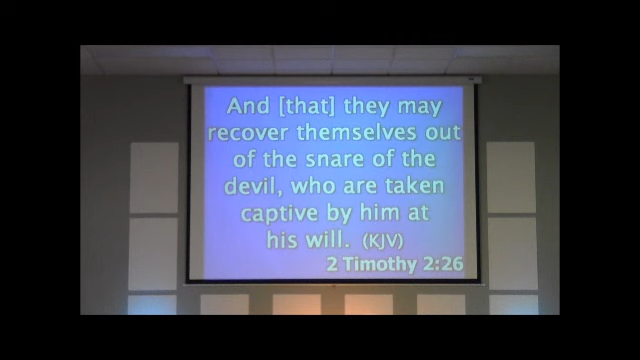 And [that] they may
recover themselves out
of the snare of the
devil, who are taken
captive by him at
his will. (KJV)
2 Timothy 2:26